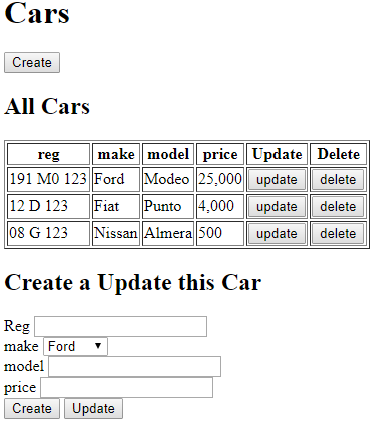 Cars
Create
All Cars
reg make model price Update Delete
191 M0 123 Ford Modeo 25,000 update delete
12 D 123 Fiat Punto 4,000 update delete
08 G 123 Nissan Almera 500 update delete
Create a Update this Car
Reg
make Ford
model
price
Create Update